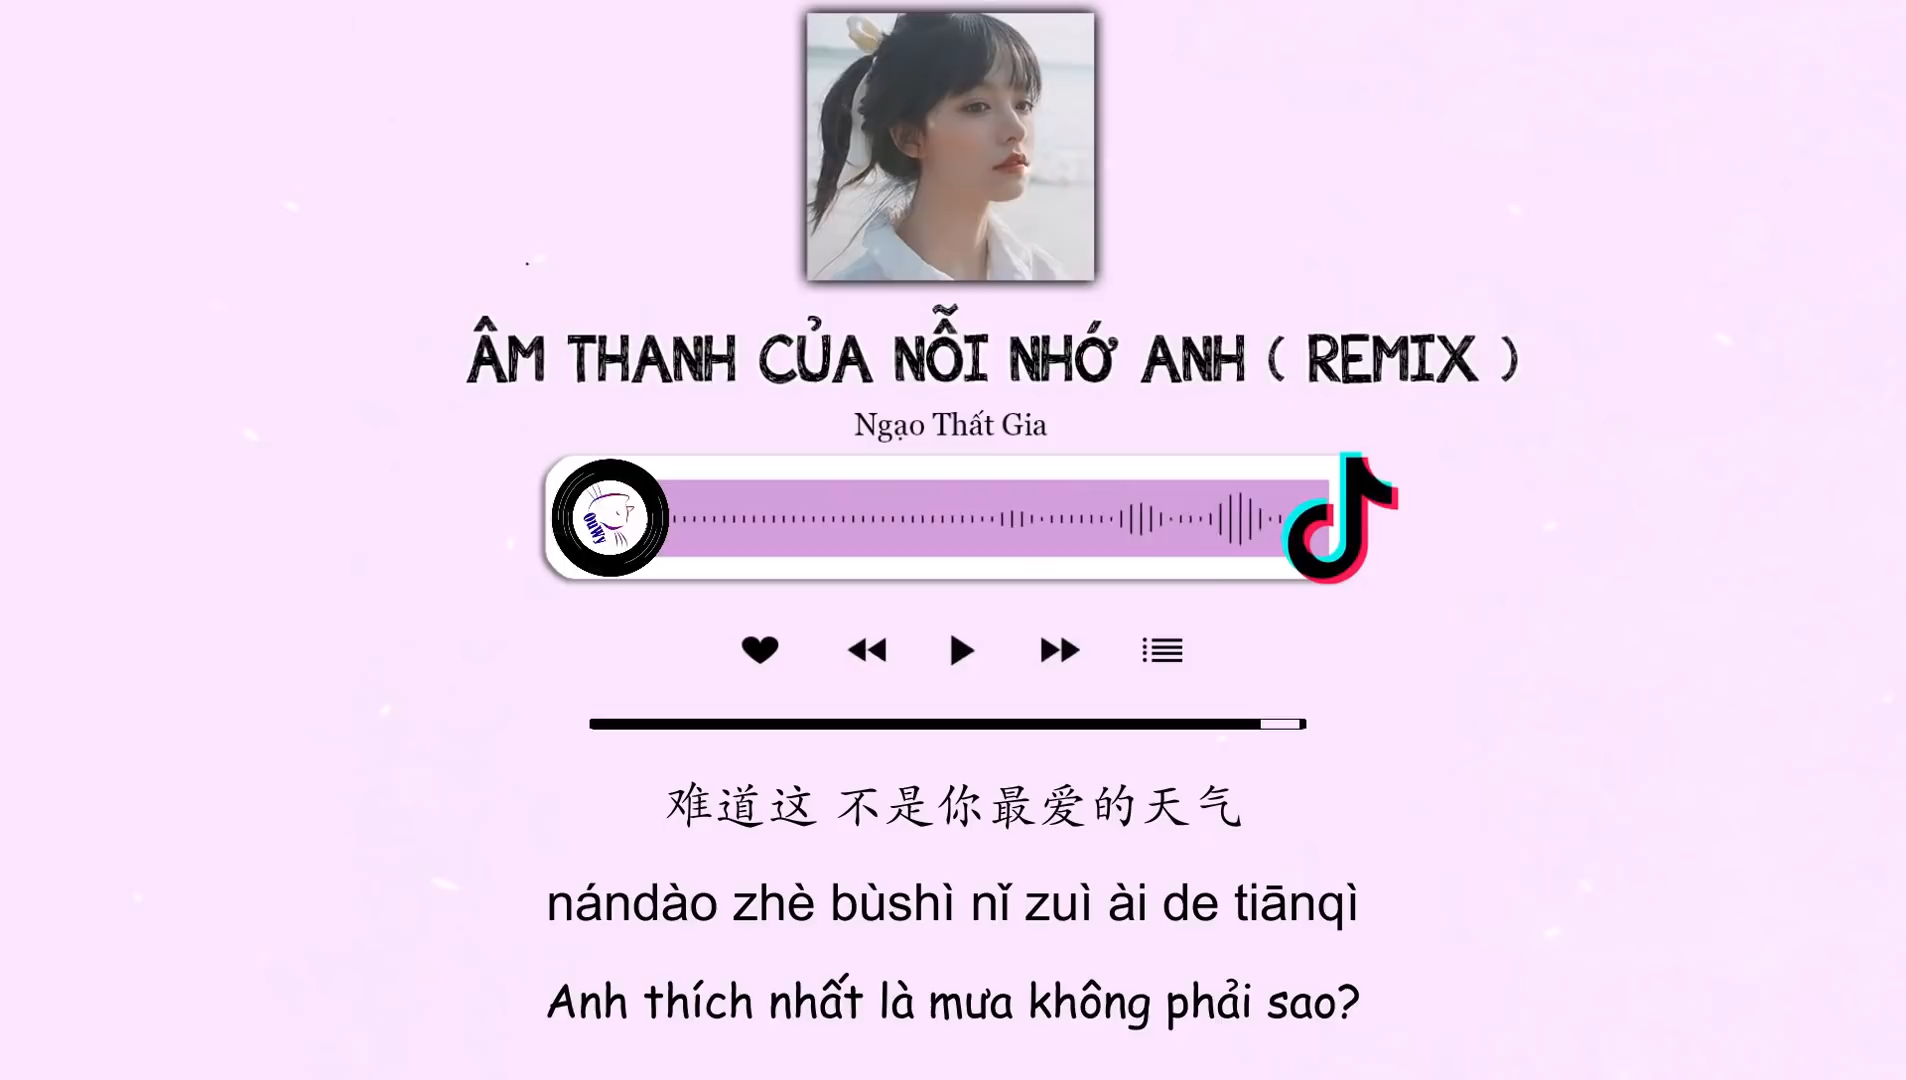 ÂM THANH CỦA NỖI NHỚ ANH ( REMIX )
Ngạo Thất Gia
OuWy
难道这 不是你最爱的天气
nándào zhè bùshì nǐ zuì ài de tiānqì
Anh thích nhất là mưa không phải sao?